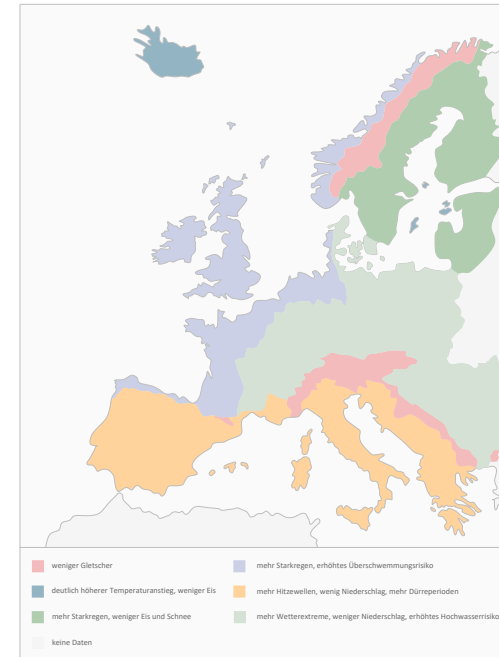 weniger Gletscher
deutlich höherer Temperaturanstieg, weniger Eis
mehr Starkregen, weniger Eis und Schnee
keine Daten
mehr Starkregen, erhöhtes Überschwemmungsrisiko
mehr Hitzewellen, wenig Niederschlag, mehr Dürreperioden
mehr Wetterextreme, weniger Niederschlag, erhöhtes Hochwasserrisiko